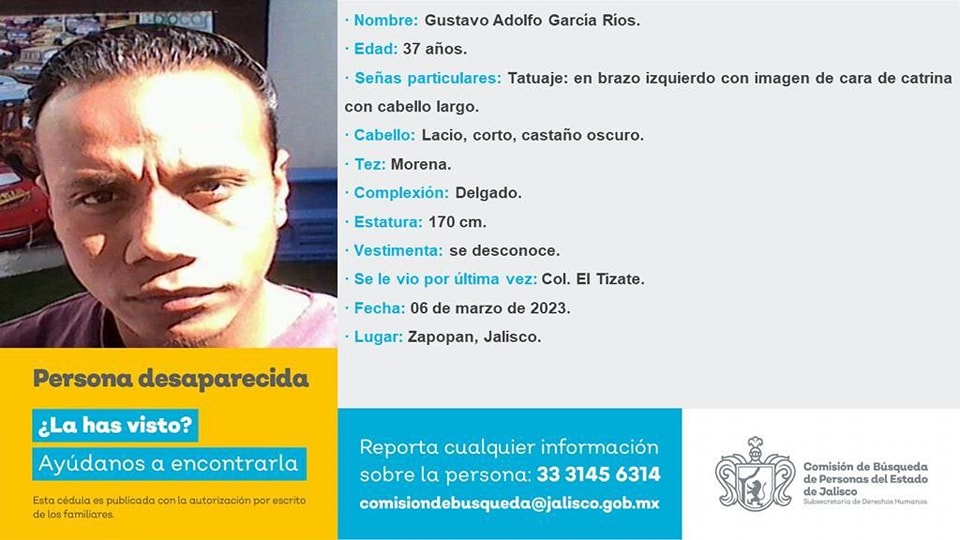 · Nombre: Gustavo Adolfo García Ríos.
· Edad: 37 años.
· Señas particulares: Tatuaje: en brazo izquierdo con imagen de cara de catrina
con cabello largo.
· Cabello: Lacio, corto, castaño oscuro.
· Tez: Morena.
· Complexión: Delgado.
· Estatura: 170 cm.
· Vestimenta: se desconoce.
· Se le vio por última vez: Col. El Tizate.
· Fecha: 06 de marzo de 2023.
· Lugar: Zapopan, Jalisco.
Persona desaparecida
¿La has visto?
Ayúdanos a encontrarla
Esta cédula es publicada con la autorización por escrito
de los familiares.
Reporta cualquier información
sobre la persona: 33 3145 6314
comisiondebusqueda@jalisco.gob.mx
Comisión de Búsqueda
de Personas del Estado
de Jalisco
Subsecretaría de Derechos Humanos